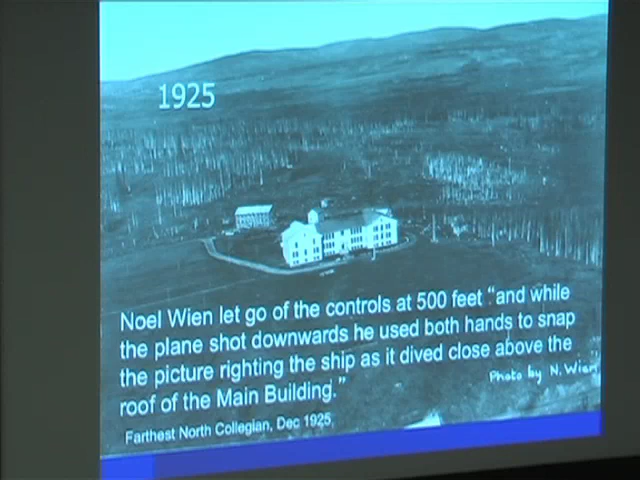 1925
Noel Wien let go of the controls at 500 feet "and while
the plane shot downwards he used both hands to snap
the picture righting the ship as it dived close above the
Photo by N. Wien
roof of the Main Building."
Farthest North Collegian, Dec 1925